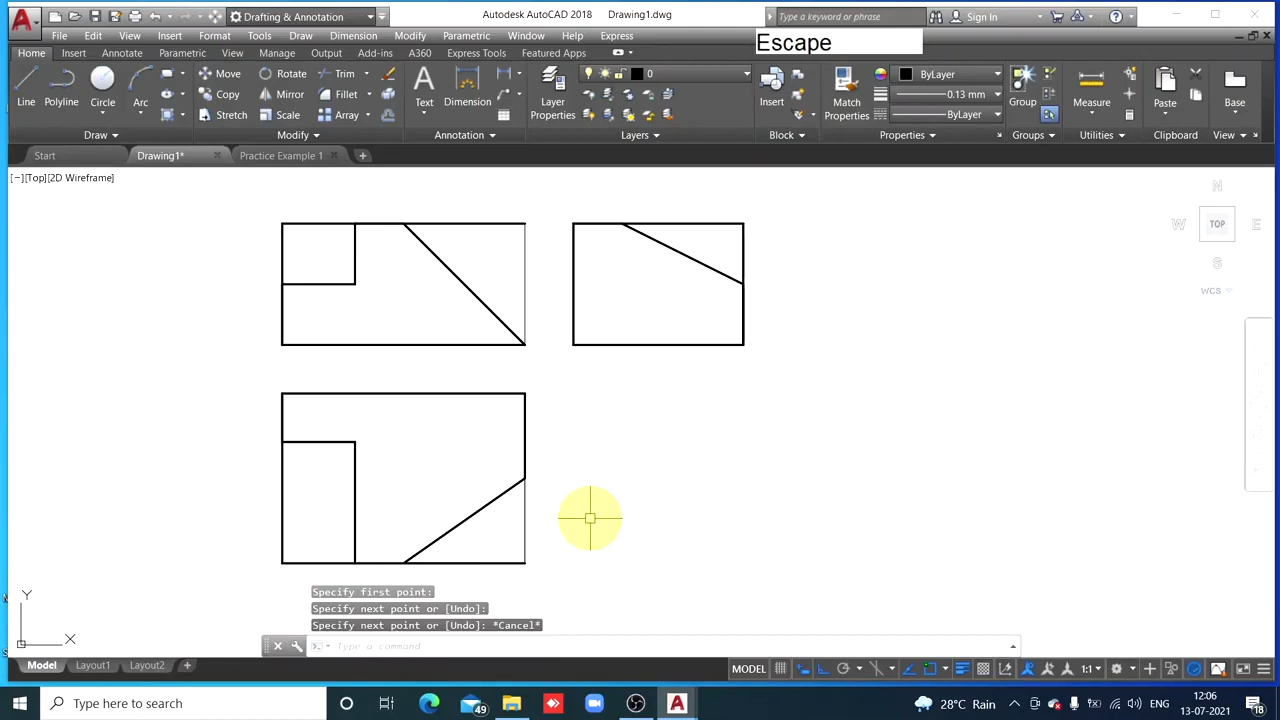 Drafting & Annotation
Autodesk AutoCAD 2018 Drawing1.dwg
Type a keyword or phrase
Sign In
File Edit View Insert Format Tools Draw Dimension Modify Parametric Window Help Express
Escape
Home Insert Annotate Parametric View Manage Output Add-ins A360 Express Tools Featured Apps
Move Rotate Trim 0 ByLayer
Line Polyline Circle Arc Copy Mirror Fillet Text Dimension Layer Properties Insert Match Properties 0.13 mm Group Measure Paste Base
Stretch Scale Array ByLayer
Draw Modify Annotation Layers Block Properties Groups Utilities Clipboard View
Start Drawing1* Practice Example 1
[−][Top][2D Wireframe]
N
W TOP E
S
WCS
Y
X
Specify first point:
Specify next point or [Undo]:
Specify next point or [Undo]: *Cancel*
Type a command
Model Layout1 Layout2 + MODEL 1:1
Type here to search
49
28°C Rain
ENG
12:06
13-07-2021
18